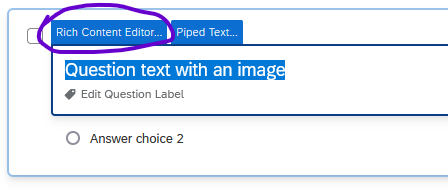 Rich Content Editor... Piped Text...
Question text with an image
Edit Question Label
Answer choice 2